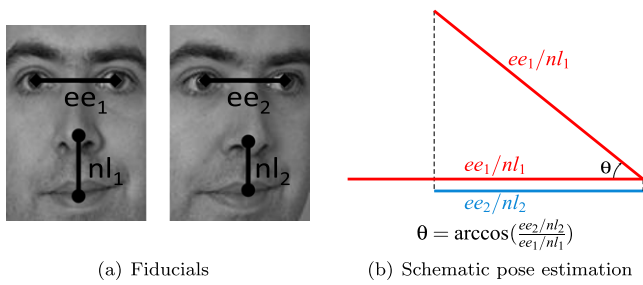 ee₁
nl₁
ee₂
nl₂
ee₁/nl₁
θ
ee₁/nl₁
ee₂/nl₂
θ = arccos(\frac{ee₂/nl₂}{ee₁/nl₁})
(a) Fiducials
(b) Schematic pose estimation